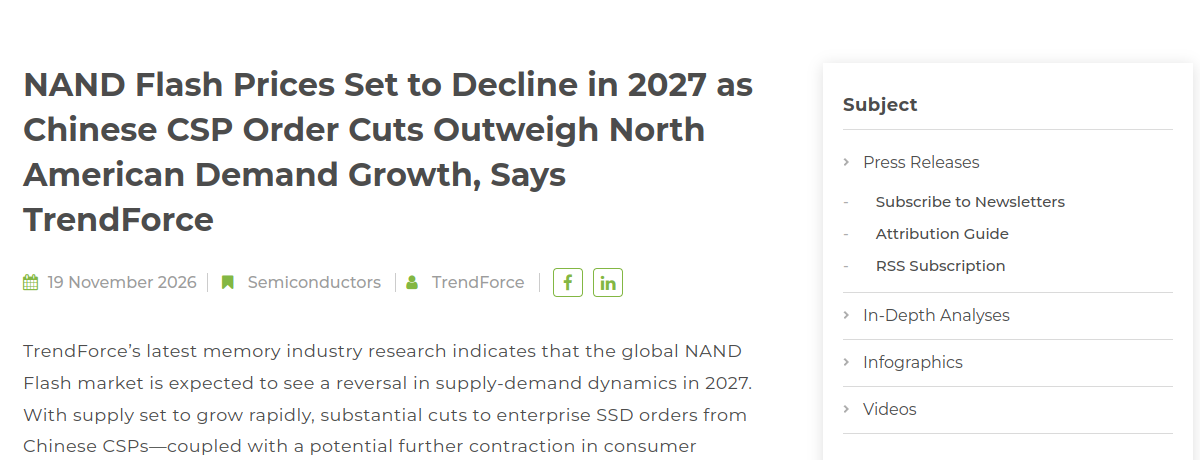 NAND Flash Prices Set to Decline in 2027 as
Chinese CSP Order Cuts Outweigh North
American Demand Growth, Says
TrendForce
19 November 2026
Semiconductors
TrendForce
f
in
TrendForce’s latest memory industry research indicates that the global NAND
Flash market is expected to see a reversal in supply-demand dynamics in 2027.
With supply set to grow rapidly, substantial cuts to enterprise SSD orders from
Chinese CSPs—coupled with a potential further contraction in consumer
Subject
Press Releases
- Subscribe to Newsletters
- Attribution Guide
- RSS Subscription
In-Depth Analyses
Infographics
Videos